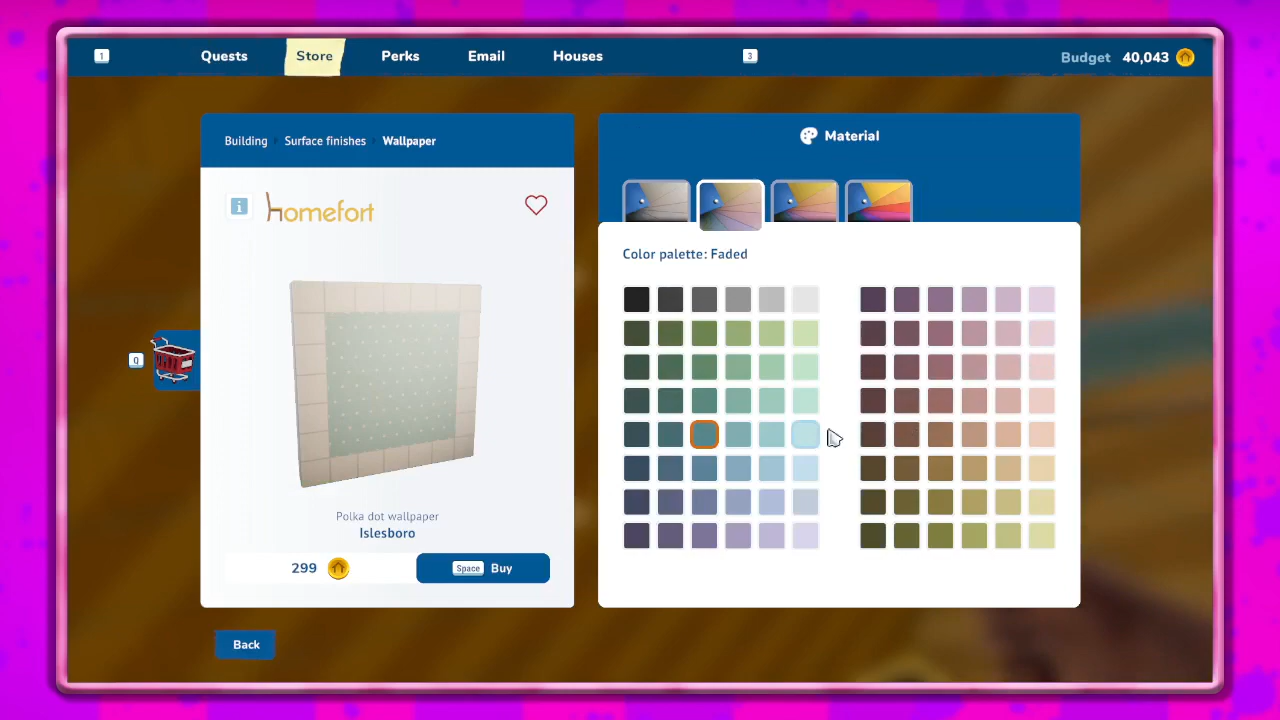 1 Quests Store Perks Email Houses 3 Budget 40,043
Building Surface finishes Wallpaper
Material
i homefort
Color palette: Faded
Q
Polka dot wallpaper
Islesboro
299 Space Buy
Back